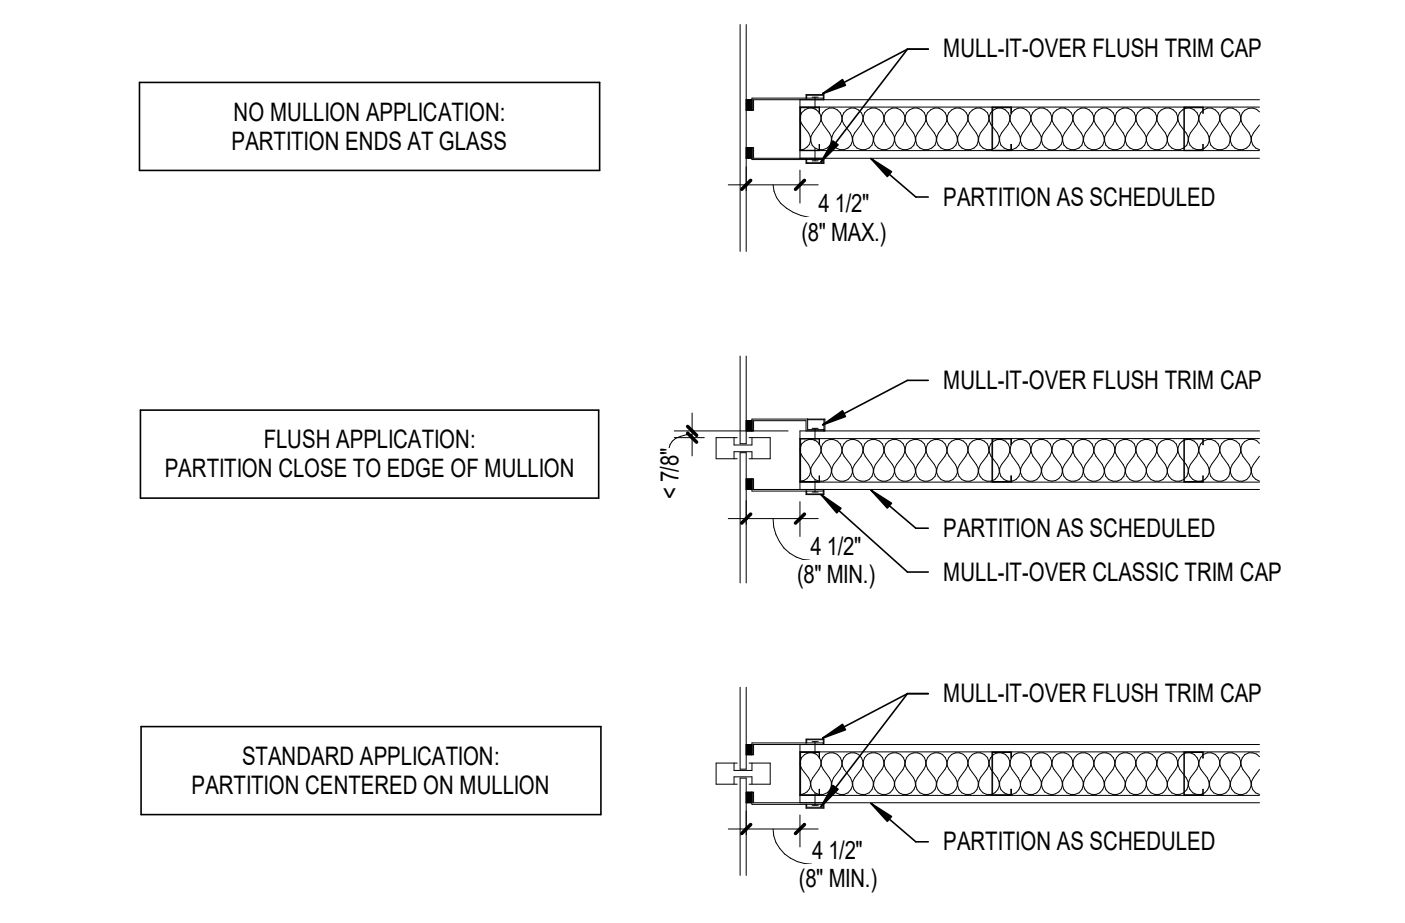 MULL-IT-OVER FLUSH TRIM CAP
NO MULLION APPLICATION:
PARTITION ENDS AT GLASS
PARTITION AS SCHEDULED
4 1/2"
(8" MAX.)
MULL-IT-OVER FLUSH TRIM CAP
FLUSH APPLICATION:
PARTITION CLOSE TO EDGE OF MULLION
< 7/8"
PARTITION AS SCHEDULED
4 1/2"
(8" MIN.)
MULL-IT-OVER CLASSIC TRIM CAP
MULL-IT-OVER FLUSH TRIM CAP
STANDARD APPLICATION:
PARTITION CENTERED ON MULLION
PARTITION AS SCHEDULED
4 1/2"
(8" MIN.)